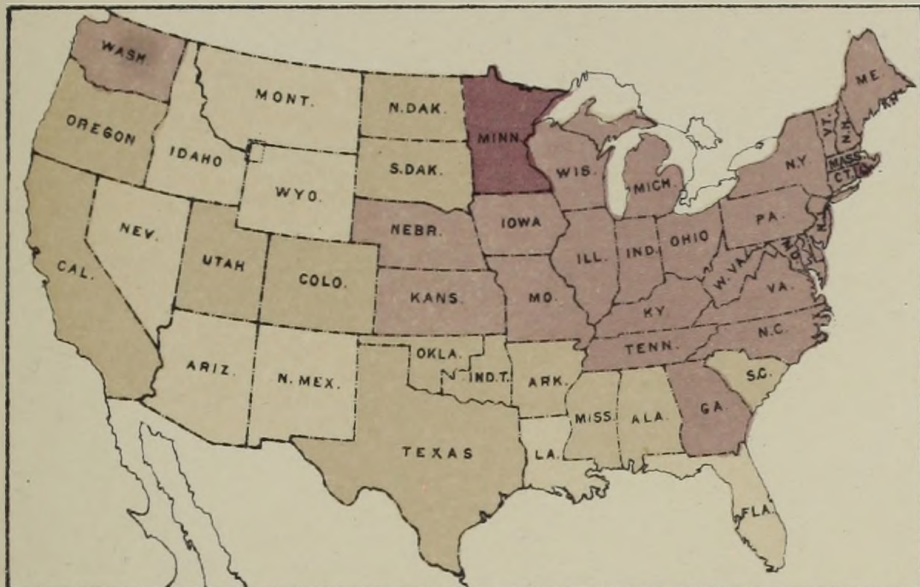 WASH
MONT.
N.DAK.
MINN.
ME.
OREGON
IDAHO
S.DAK.
WIS.
MICH.
VT.
N.H.
N.Y.
MASS
CT.
WYO.
NEV.
NEBR.
IOWA
PA.
UTAH
COLO.
ILL.
IND.
OHIO
N.J.
CAL.
KANS.
MO.
W.VA.
VA.
KY
N.C.
TENN.
ARIZ.
N.MEX.
OKLA.
IND.T.
ARK.
S.C.
MISS.
ALA.
GA.
TEXAS
LA.
FLA.